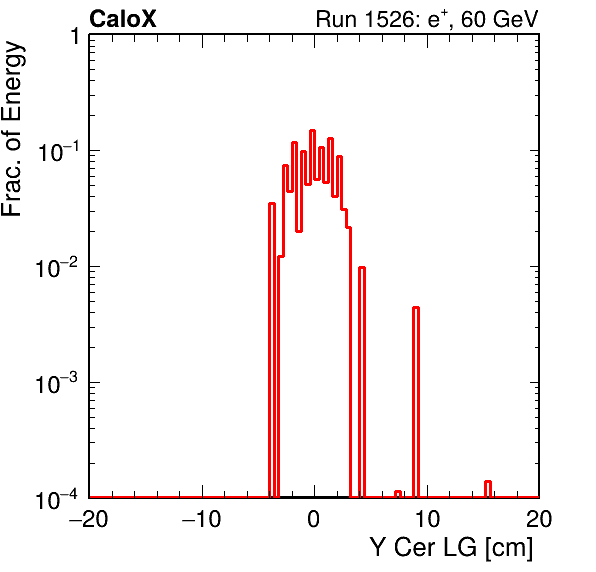 CaloX Run 1526: e⁺, 60 GeV
Frac. of Energy
1
10⁻¹
10⁻²
10⁻³
10⁻⁴
−20 −10 0 10 20
Y Cer LG [cm]